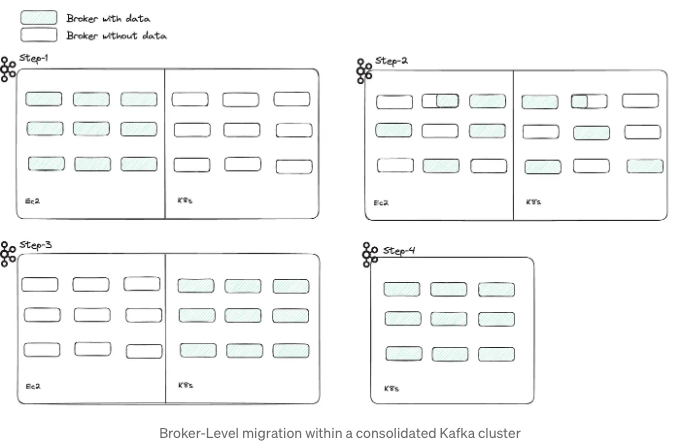 Broker with data
Broker without data
Step-1
Step-2
Ec2
K8s
Ec2
K8s
Step-3
Step-4
Ec2
K8s
K8s
Broker-Level migration within a consolidated Kafka cluster